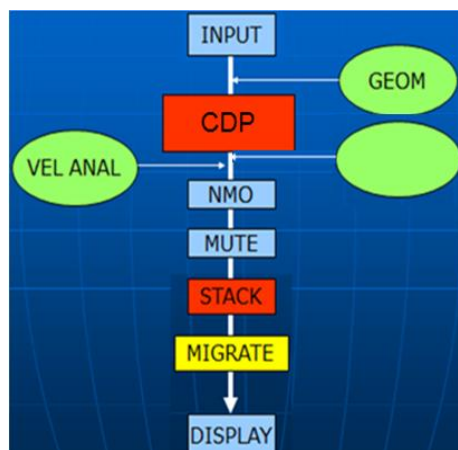 INPUT
GEOM
CDP
VEL ANAL
NMO
MUTE
STACK
MIGRATE
DISPLAY